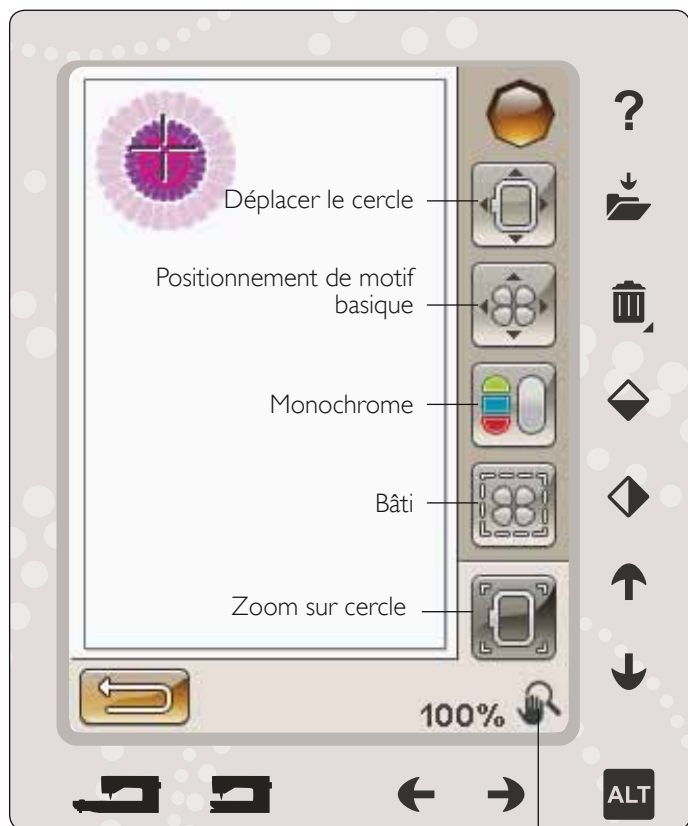 ?
Déplacer le cercle
Positionnement de motif
basique
Monochrome
Bâti
Zoom sur cercle
100%
ALT